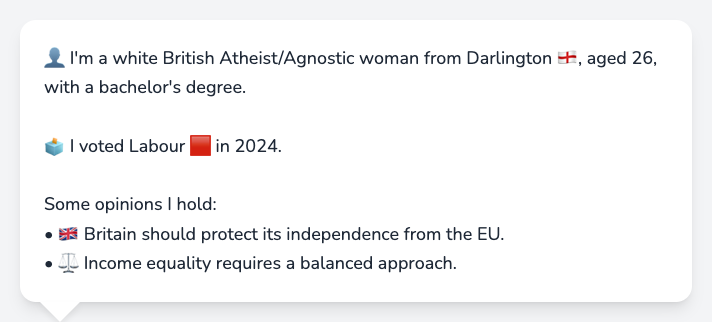 👤 I'm a white British Atheist/Agnostic woman from Darlington 🏴󠁧󠁢󠁥󠁮󠁧󠁿, aged 26,
with a bachelor's degree.
🗳️ I voted Labour 🟥 in 2024.
Some opinions I hold:
• 🇬🇧 Britain should protect its independence from the EU.
• ⚖️ Income equality requires a balanced approach.